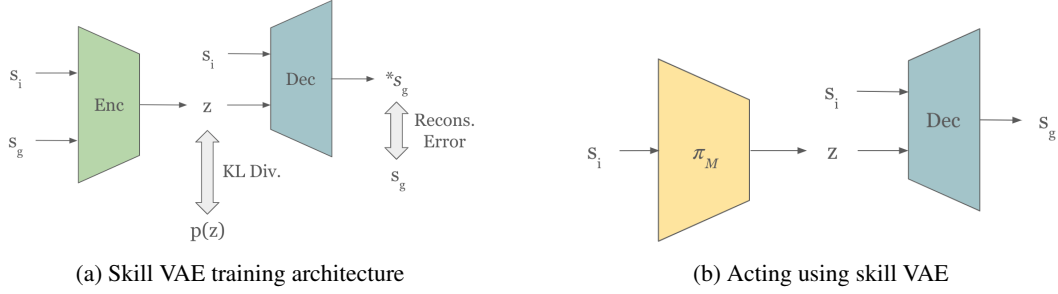 s_i
s_g
Enc
z
KL Div.
p(z)
s_i
Dec
*s_g
Recons.
Error
s_g
(a) Skill VAE training architecture
s_i
π_M
z
s_i
Dec
s_g
(b) Acting using skill VAE